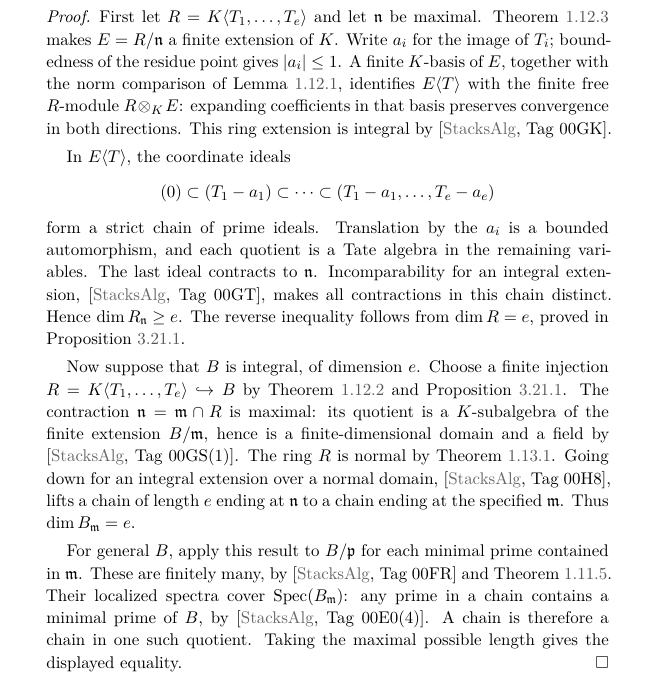 Proof. First let R = K⟨T₁, . . . , Tₑ⟩ and let 𝔫 be maximal. Theorem 1.12.3
makes E = R/𝔫 a finite extension of K. Write aᵢ for the image of Tᵢ; bound-
edness of the residue point gives |aᵢ| ≤ 1. A finite K-basis of E, together with
the norm comparison of Lemma 1.12.1, identifies E⟨T⟩ with the finite free
R-module R⊗_K E: expanding coefficients in that basis preserves convergence
in both directions. This ring extension is integral by [StacksAlg, Tag 00GK].
In E⟨T⟩, the coordinate ideals
(0) ⊂ (T₁ − a₁) ⊂ · · · ⊂ (T₁ − a₁, . . . , Tₑ − aₑ)
form a strict chain of prime ideals. Translation by the aᵢ is a bounded
automorphism, and each quotient is a Tate algebra in the remaining vari-
ables. The last ideal contracts to 𝔫. Incomparability for an integral exten-
sion, [StacksAlg, Tag 00GT], makes all contractions in this chain distinct.
Hence dim R_𝔫 ≥ e. The reverse inequality follows from dim R = e, proved in
Proposition 3.21.1.
Now suppose that B is integral, of dimension e. Choose a finite injection
R = K⟨T₁, . . . , Tₑ⟩ ↪ B by Theorem 1.12.2 and Proposition 3.21.1. The
contraction 𝔫 = 𝔪 ∩ R is maximal: its quotient is a K-subalgebra of the
finite extension B/𝔪, hence is a finite-dimensional domain and a field by
[StacksAlg, Tag 00GS(1)]. The ring R is normal by Theorem 1.13.1. Going
down for an integral extension over a normal domain, [StacksAlg, Tag 00H8],
lifts a chain of length e ending at 𝔫 to a chain ending at the specified 𝔪. Thus
dim B_𝔪 = e.
For general B, apply this result to B/𝔭 for each minimal prime contained
in 𝔪. These are finitely many, by [StacksAlg, Tag 00FR] and Theorem 1.11.5.
Their localized spectra cover Spec(B_𝔪): any prime in a chain contains a
minimal prime of B, by [StacksAlg, Tag 00E0(4)]. A chain is therefore a
chain in one such quotient. Taking the maximal possible length gives the
displayed equality. □